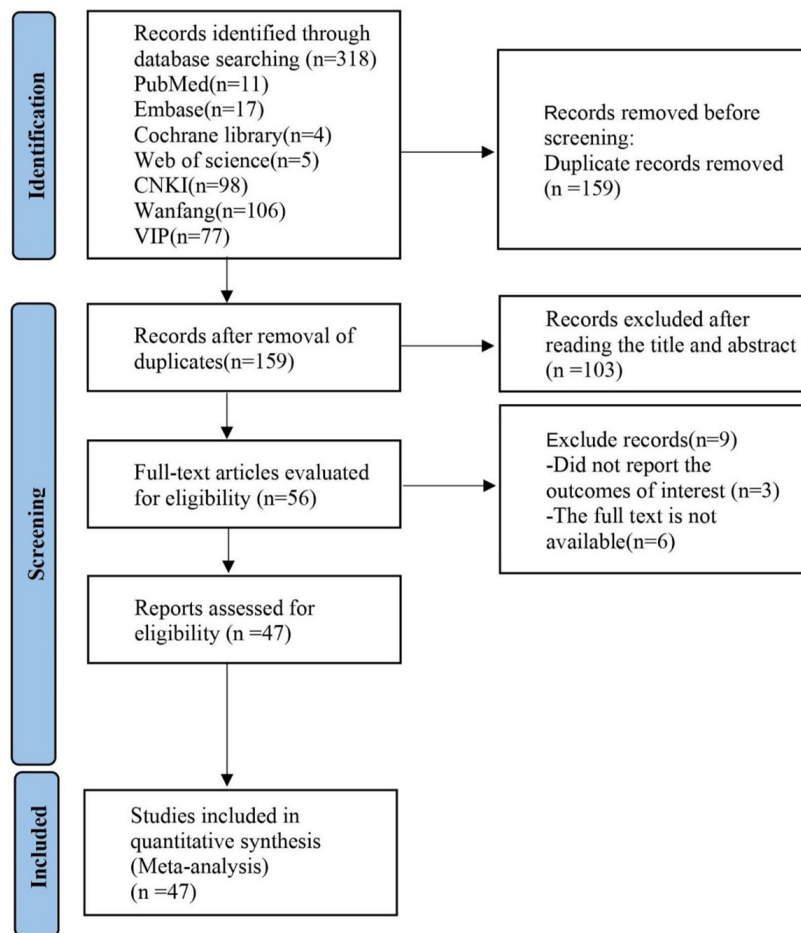 Identification
Records identified through
database searching (n=318)
PubMed(n=11)
Embase(n=17)
Cochrane library(n=4)
Web of science(n=5)
CNKI(n=98)
Wanfang(n=106)
VIP(n=77)
Records removed before
screening:
Duplicate records removed
(n =159)
Screening
Records after removal of
duplicates(n=159)
Records excluded after
reading the title and abstract
(n =103)
Full-text articles evaluated
for eligibility (n=56)
Exclude records(n=9)
-Did not report the
outcomes of interest (n=3)
-The full text is not
available(n=6)
Reports assessed for
eligibility (n =47)
Included
Studies included in
quantitative synthesis
(Meta-analysis)
(n =47)